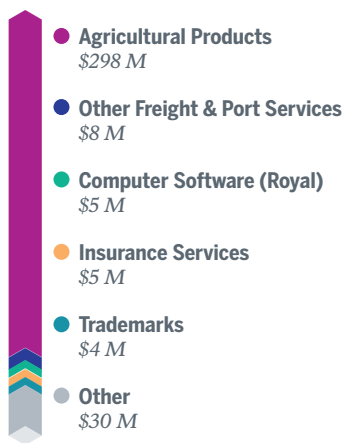 Agricultural Products
$298 M
Other Freight & Port Services
$8 M
Computer Software (Royal)
$5 M
Insurance Services
$5 M
Trademarks
$4 M
Other
$30 M